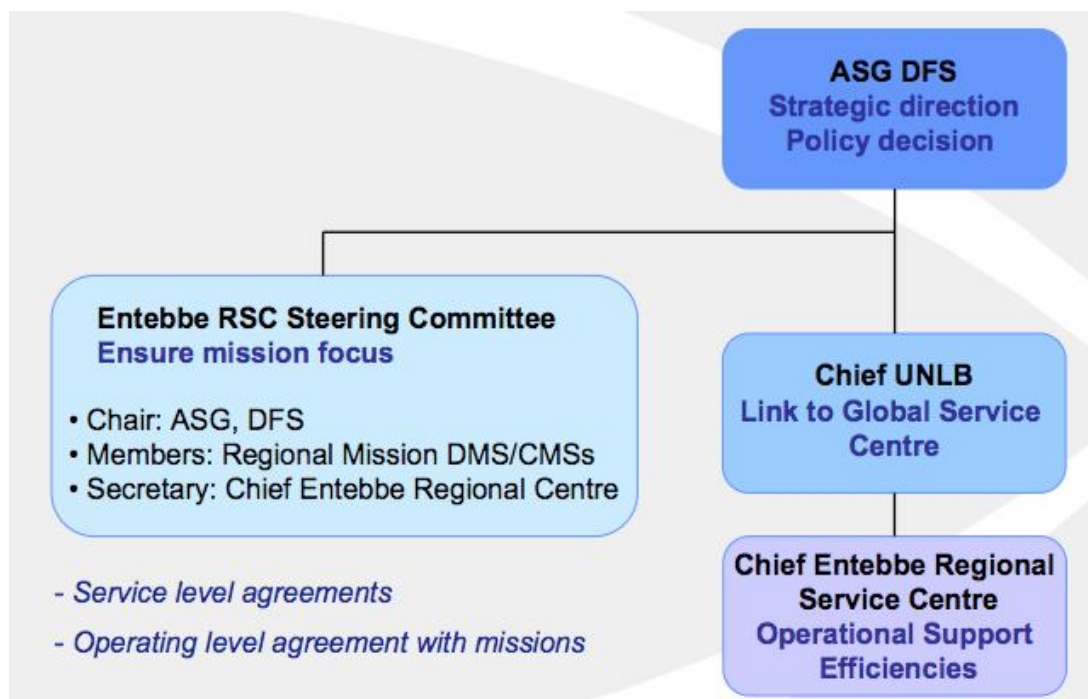 ASG DFS
Strategic direction
Policy decision
Entebbe RSC Steering Committee
Ensure mission focus
• Chair: ASG, DFS
• Members: Regional Mission DMS/CMSs
• Secretary: Chief Entebbe Regional Centre
Chief UNLB
Link to Global Service
Centre
Chief Entebbe Regional
Service Centre
Operational Support
Efficiencies
- Service level agreements
- Operating level agreement with missions